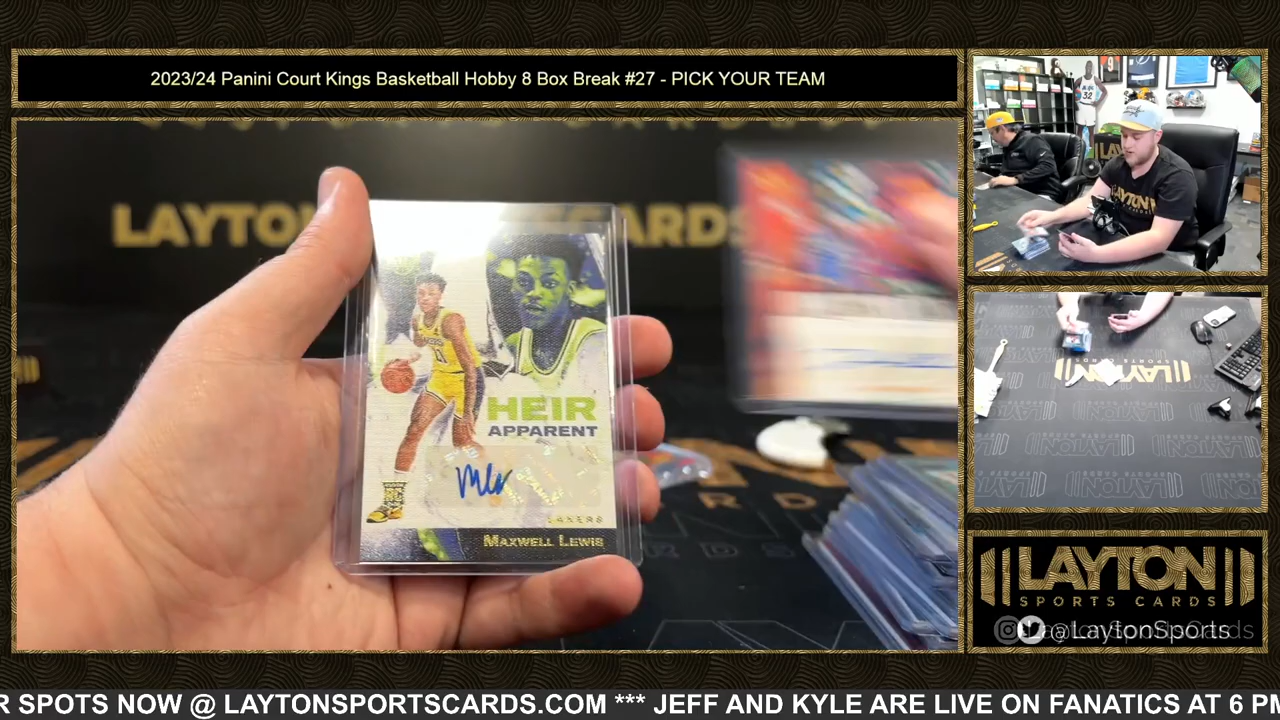 2023/24 Panini Court Kings Basketball Hobby 8 Box Break #27 - PICK YOUR TEAM
LAYTON
CARDS
HEIR
APPARENT
LAKERS
MAXWELL LEWIS
LAYTON
LAYTON
LAYTON
SPORTS CARDS
@LaytonSports
R SPOTS NOW @ LAYTONSPORTSCARDS.COM *** JEFF AND KYLE ARE LIVE ON FANATICS AT 6 PM